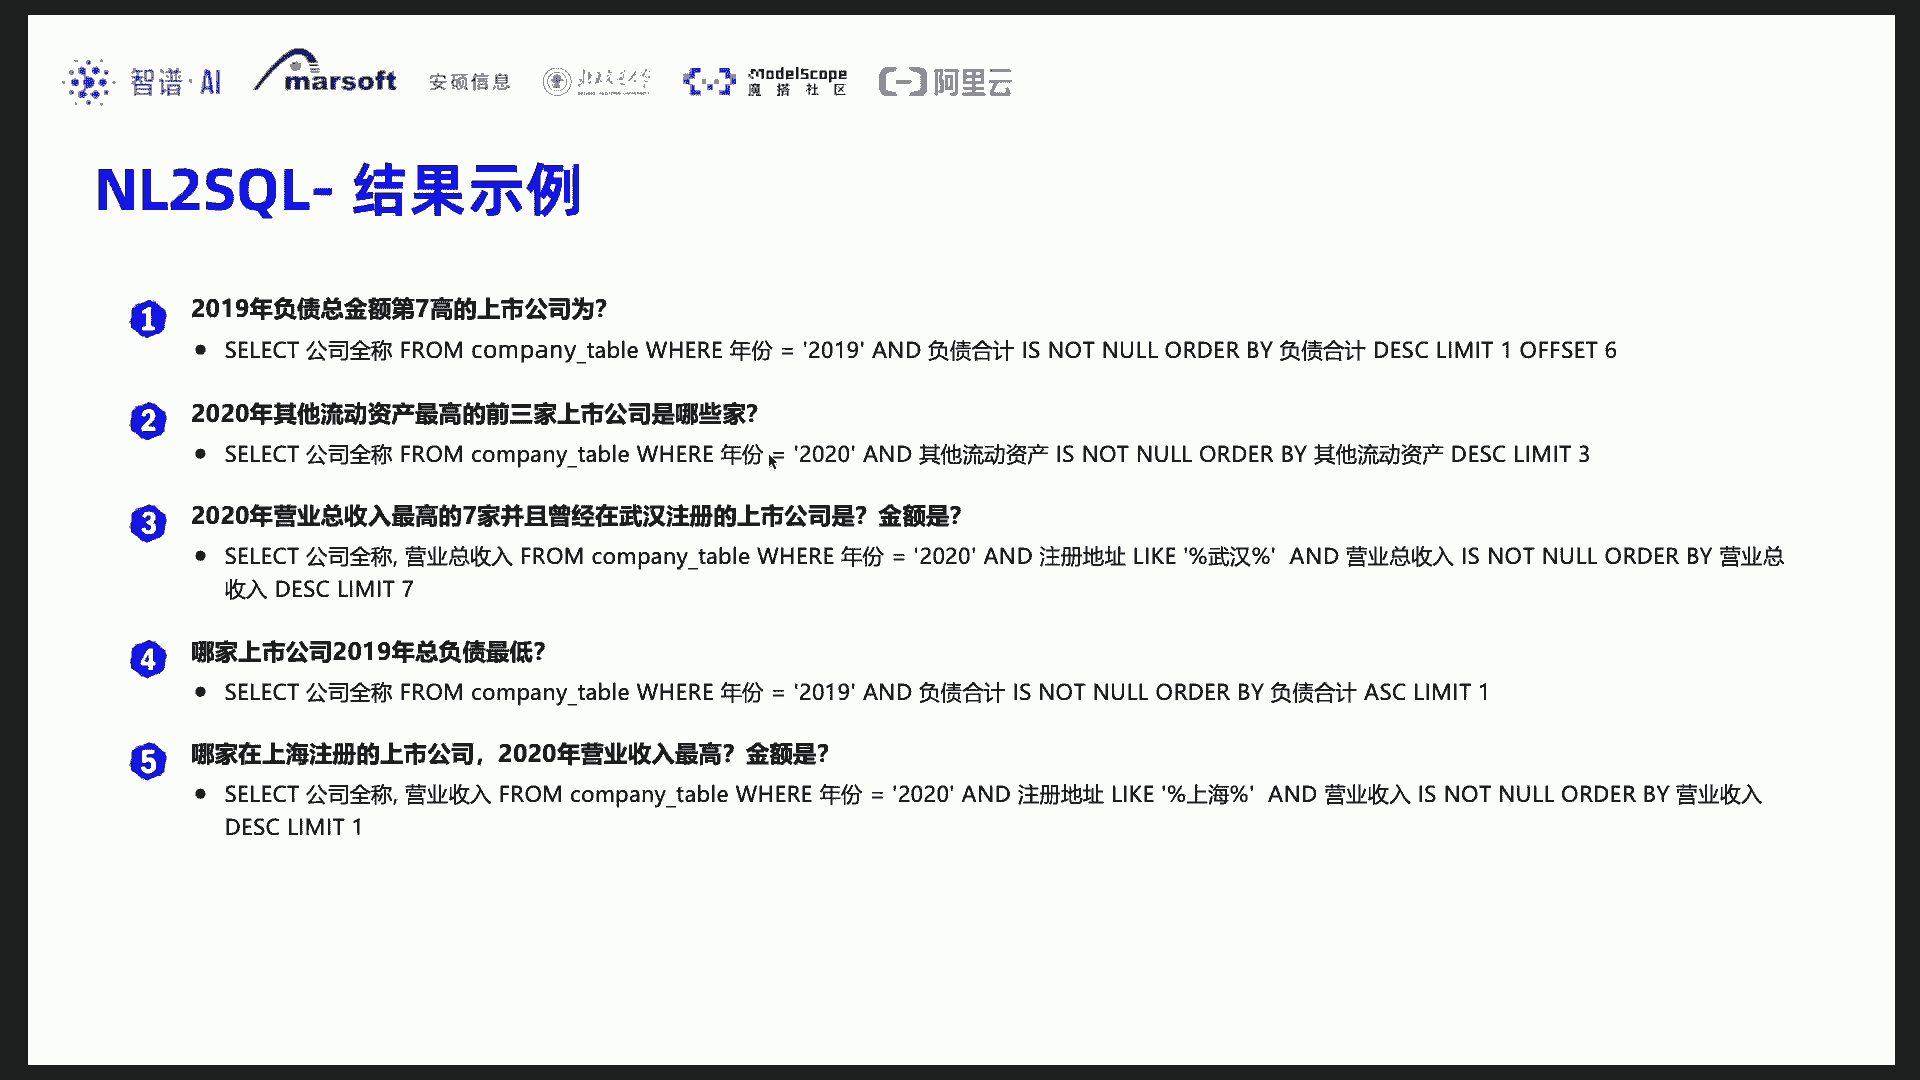 智谱·AI marsoft 安硕信息 ModelScope 魔搭社区 阿里云
NL2SQL- 结果示例
1 2019年负债总金额第7高的上市公司为?
• SELECT 公司全称 FROM company_table WHERE 年份 = '2019' AND 负债合计 IS NOT NULL ORDER BY 负债合计 DESC LIMIT 1 OFFSET 6
2 2020年其他流动资产最高的前三家上市公司是哪些家?
• SELECT 公司全称 FROM company_table WHERE 年份 = '2020' AND 其他流动资产 IS NOT NULL ORDER BY 其他流动资产 DESC LIMIT 3
3 2020年营业总收入最高的7家并且曾经在武汉注册的上市公司是？金额是?
• SELECT 公司全称, 营业总收入 FROM company_table WHERE 年份 = '2020' AND 注册地址 LIKE '%武汉%' AND 营业总收入 IS NOT NULL ORDER BY 营业总
收入 DESC LIMIT 7
4 哪家上市公司2019年总负债最低?
• SELECT 公司全称 FROM company_table WHERE 年份 = '2019' AND 负债合计 IS NOT NULL ORDER BY 负债合计 ASC LIMIT 1
5 哪家在上海注册的上市公司，2020年营业收入最高？金额是?
• SELECT 公司全称, 营业收入 FROM company_table WHERE 年份 = '2020' AND 注册地址 LIKE '%上海%' AND 营业收入 IS NOT NULL ORDER BY 营业收入
DESC LIMIT 1